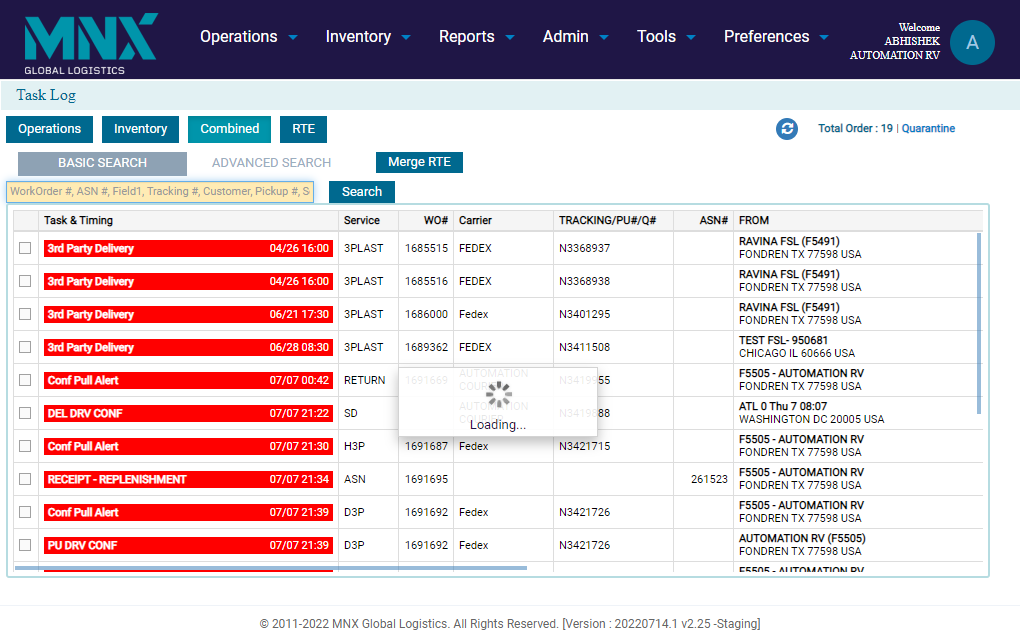 MNX
GLOBAL LOGISTICS
Operations Inventory Reports Admin Tools Preferences
Welcome
ABHISHEK
AUTOMATION RV
A
Task Log
Operations Inventory Combined RTE
Total Order : 19 | Quarantine
BASIC SEARCH ADVANCED SEARCH Merge RTE
WorkOrder #, ASN #, Field1, Tracking #, Customer, Pickup #, S Search
Task & Timing Service WO# Carrier TRACKING/PU#/Q# ASN# FROM
3rd Party Delivery 04/26 16:00 3PLAST 1685515 FEDEX N3368937 RAVINA FSL (F5491)
FONDREN TX 77598 USA
3rd Party Delivery 04/26 16:00 3PLAST 1685516 FEDEX N3368938 RAVINA FSL (F5491)
FONDREN TX 77598 USA
3rd Party Delivery 06/21 17:30 3PLAST 1686000 Fedex N3401295 RAVINA FSL (F5491)
FONDREN TX 77598 USA
3rd Party Delivery 06/28 08:30 3PLAST 1689362 FEDEX N3411508 TEST FSL- 950681
CHICAGO IL 60666 USA
Conf Pull Alert 07/07 00:42 RETURN 1691669 AUTOMATION COURIER N3419955 F5505 - AUTOMATION RV
FONDREN TX 77598 USA
DEL DRV CONF 07/07 21:22 SD AUTOMATION ATL 0 Thu 7 08:07
WASHINGTON DC 20005 USA
Loading...
Conf Pull Alert 07/07 21:30 H3P 1691687 Fedex N3421715 F5505 - AUTOMATION RV
FONDREN TX 77598 USA
RECEIPT - REPLENISHMENT 07/07 21:34 ASN 1691695 261523 F5505 - AUTOMATION RV
FONDREN TX 77598 USA
Conf Pull Alert 07/07 21:39 D3P 1691692 Fedex N3421726 F5505 - AUTOMATION RV
FONDREN TX 77598 USA
PU DRV CONF 07/07 21:39 D3P 1691692 Fedex N3421726 AUTOMATION RV (F5505)
FONDREN TX 77598 USA
F5505 - AUTOMATION RV
© 2011-2022 MNX Global Logistics. All Rights Reserved. [Version : 20220714.1 v2.25 -Staging]